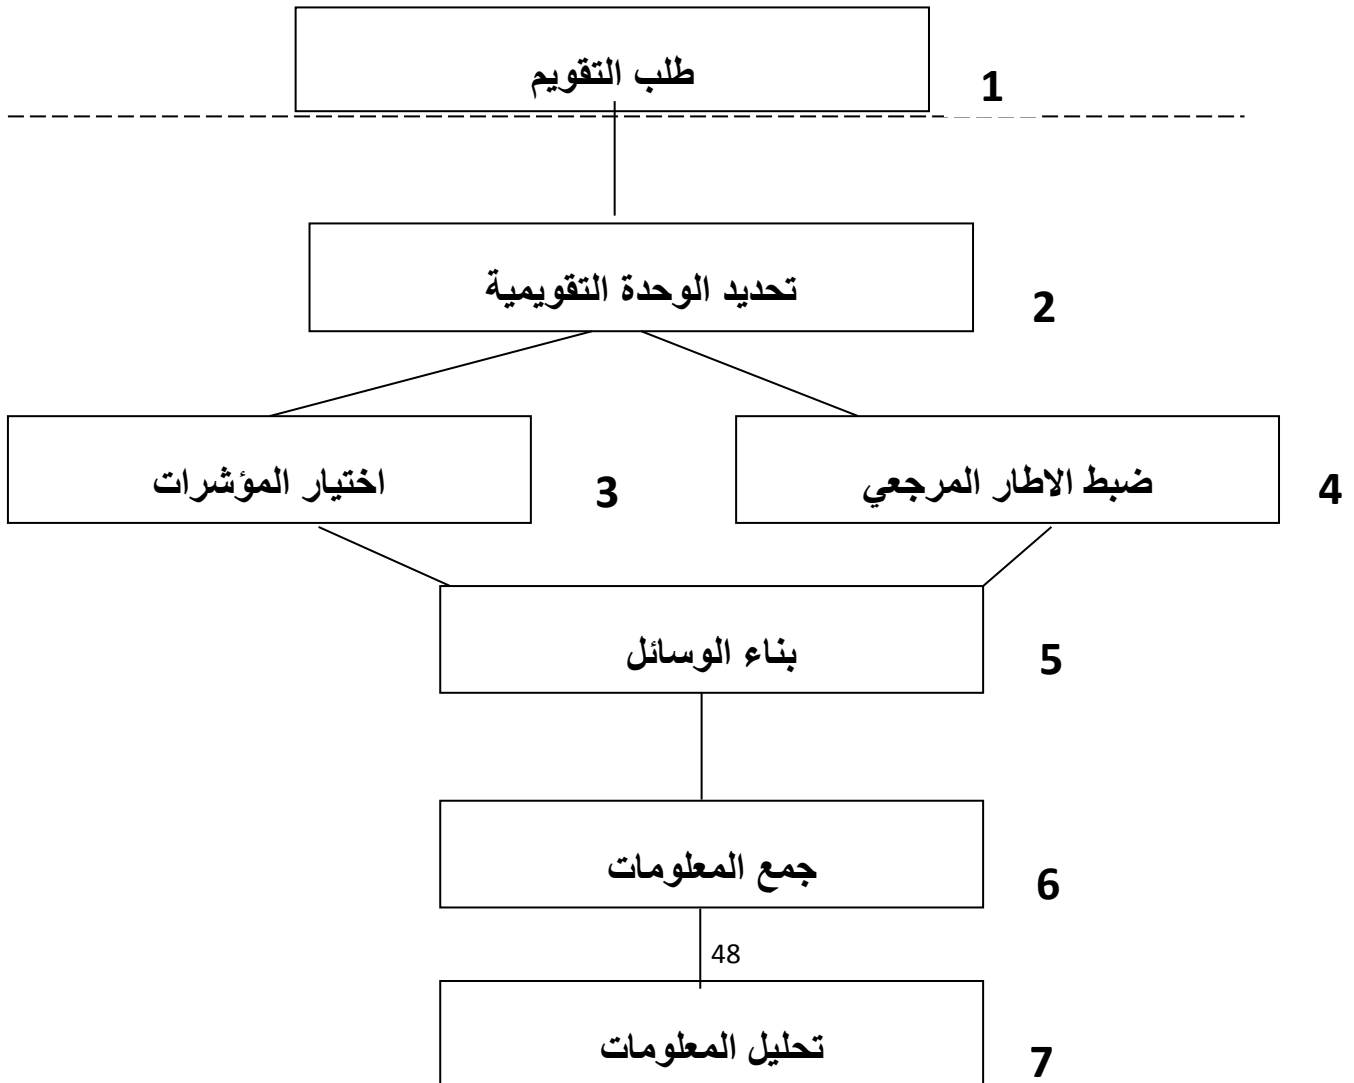 طلب التقويم
1
تحديد الوحدة التقويمية
2
اختيار المؤشرات
3
ضبط الاطار المرجعي
4
بناء الوسائل
5
جمع المعلومات
6
48
تحليل المعلومات
7